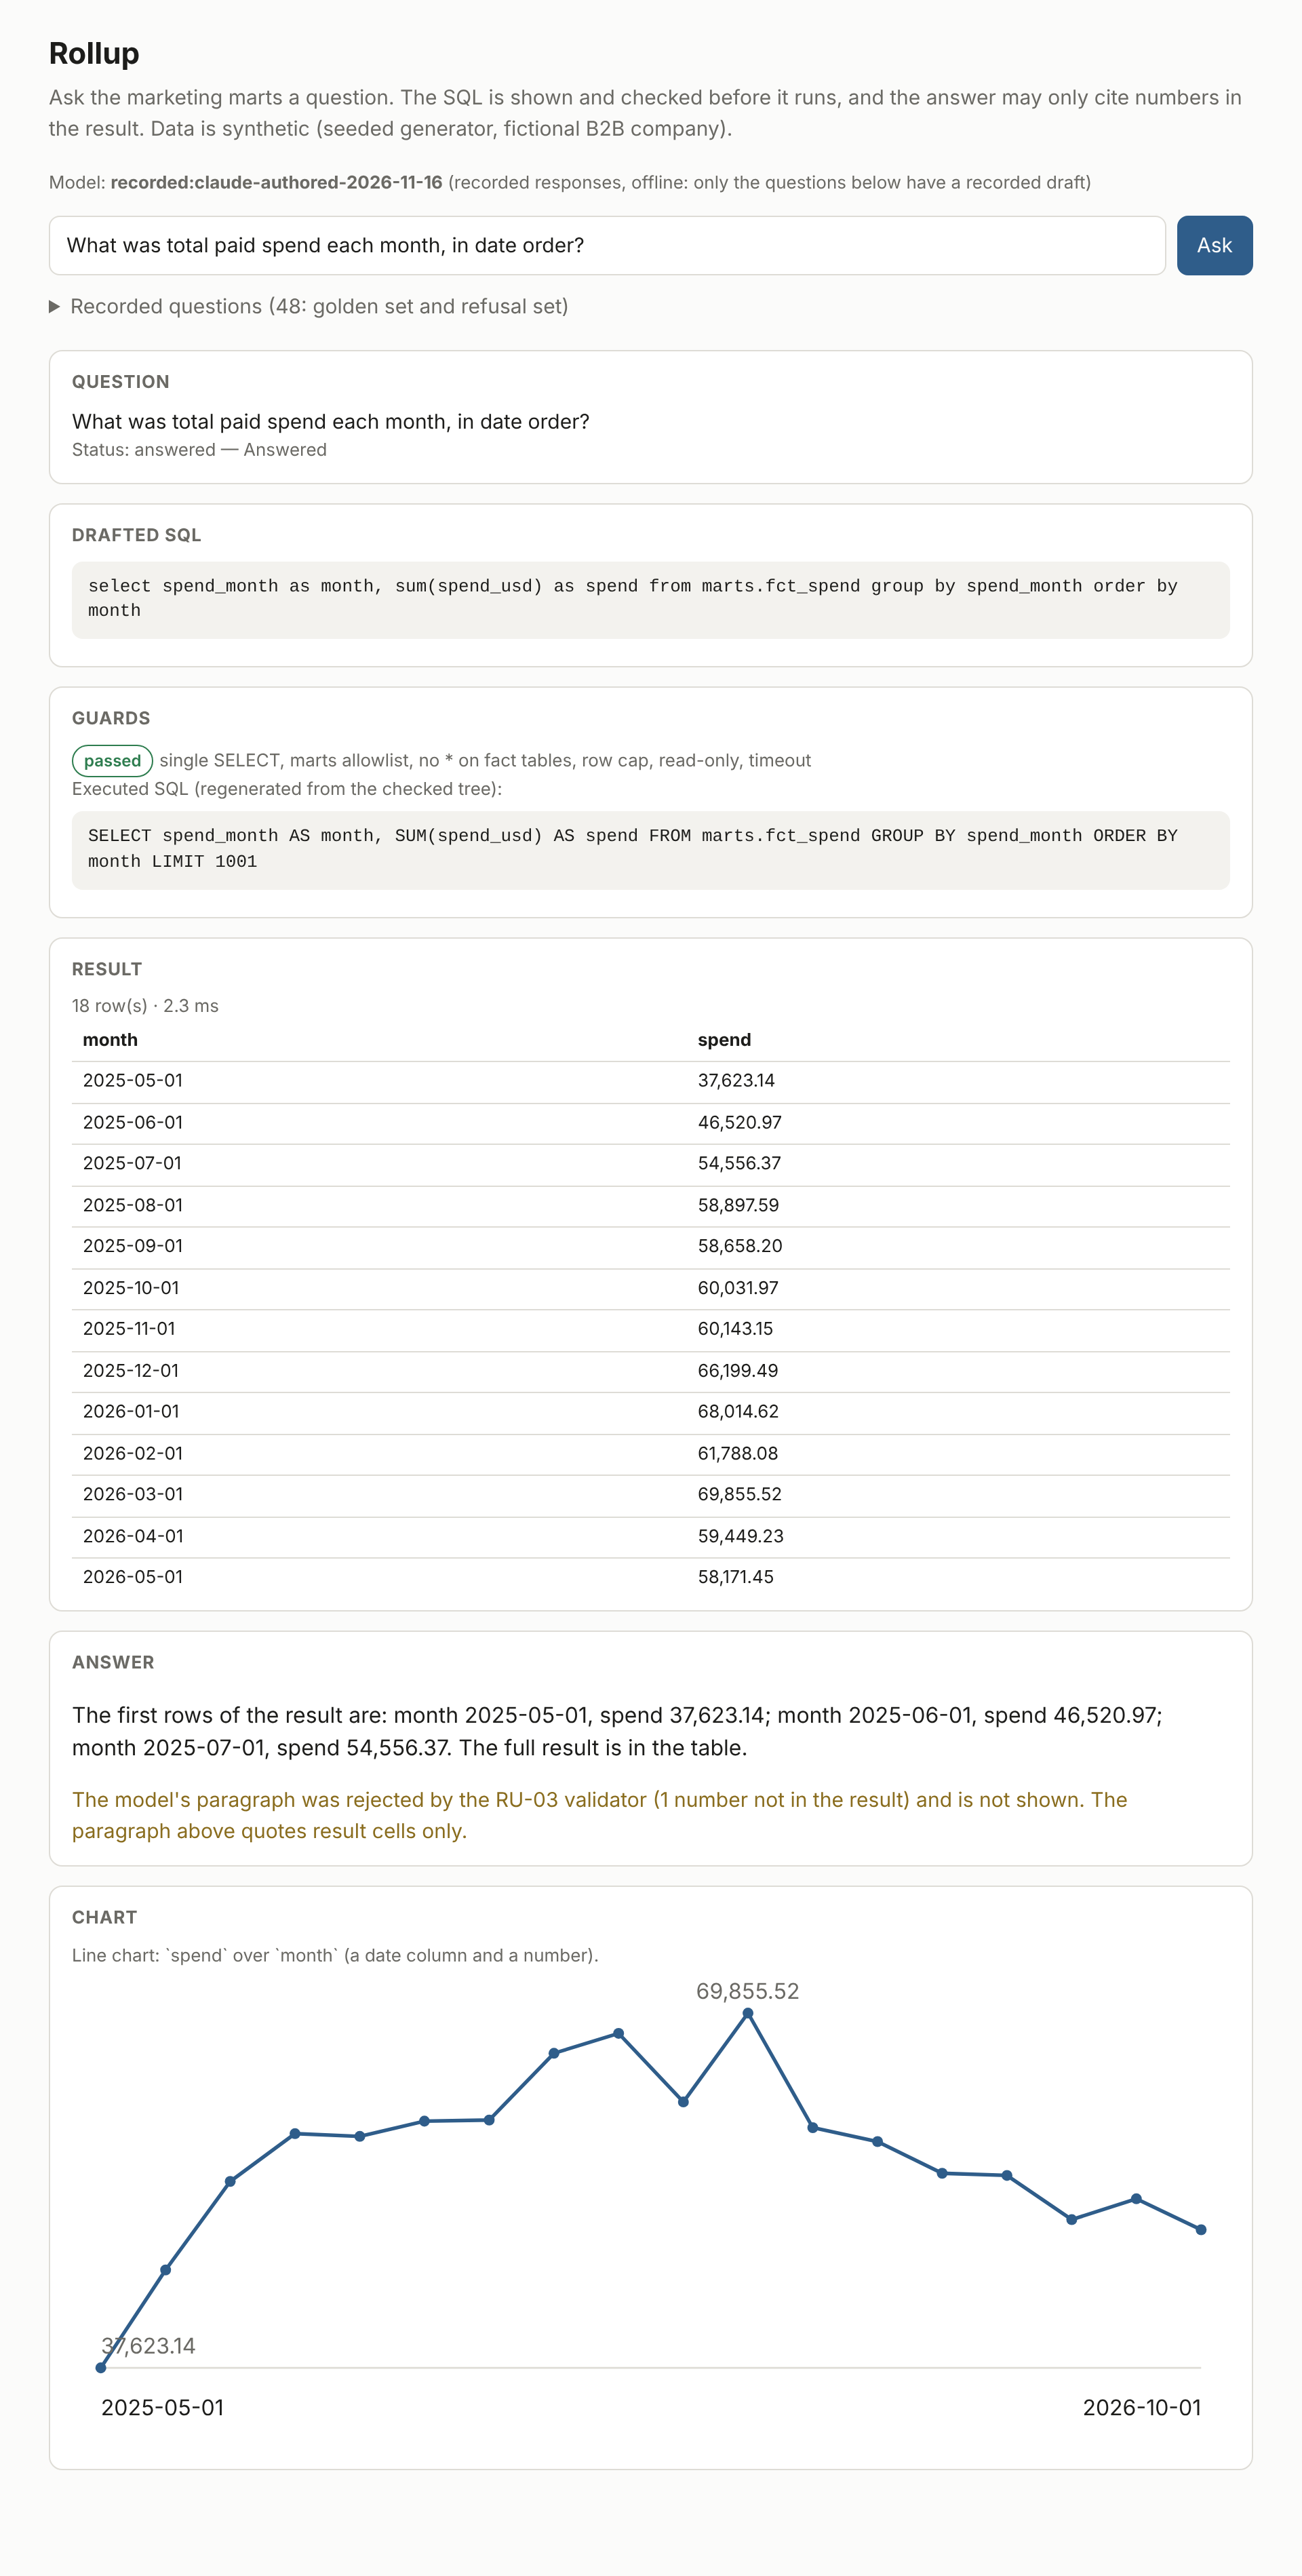 Rollup
Ask the marketing marts a question. The SQL is shown and checked before it runs, and the answer may only cite numbers in
the result. Data is synthetic (seeded generator, fictional B2B company).
Model: recorded:claude-authored-2026-11-16 (recorded responses, offline: only the questions below have a recorded draft)
What was total paid spend each month, in date order?
Ask
▶ Recorded questions (48: golden set and refusal set)
QUESTION
What was total paid spend each month, in date order?
Status: answered — Answered
DRAFTED SQL
select spend_month as month, sum(spend_usd) as spend from marts.fct_spend group by spend_month order by
month
GUARDS
passed single SELECT, marts allowlist, no * on fact tables, row cap, read-only, timeout
Executed SQL (regenerated from the checked tree):
SELECT spend_month AS month, SUM(spend_usd) AS spend FROM marts.fct_spend GROUP BY spend_month ORDER BY
month LIMIT 1001
RESULT
18 row(s) · 2.3 ms
month spend
2025-05-01 37,623.14
2025-06-01 46,520.97
2025-07-01 54,556.37
2025-08-01 58,897.59
2025-09-01 58,658.20
2025-10-01 60,031.97
2025-11-01 60,143.15
2025-12-01 66,199.49
2026-01-01 68,014.62
2026-02-01 61,788.08
2026-03-01 69,855.52
2026-04-01 59,449.23
2026-05-01 58,171.45
ANSWER
The first rows of the result are: month 2025-05-01, spend 37,623.14; month 2025-06-01, spend 46,520.97;
month 2025-07-01, spend 54,556.37. The full result is in the table.
The model's paragraph was rejected by the RU-03 validator (1 number not in the result) and is not shown. The
paragraph above quotes result cells only.
CHART
Line chart: `spend` over `month` (a date column and a number).
69,855.52
37,623.14
2025-05-01 2026-10-01